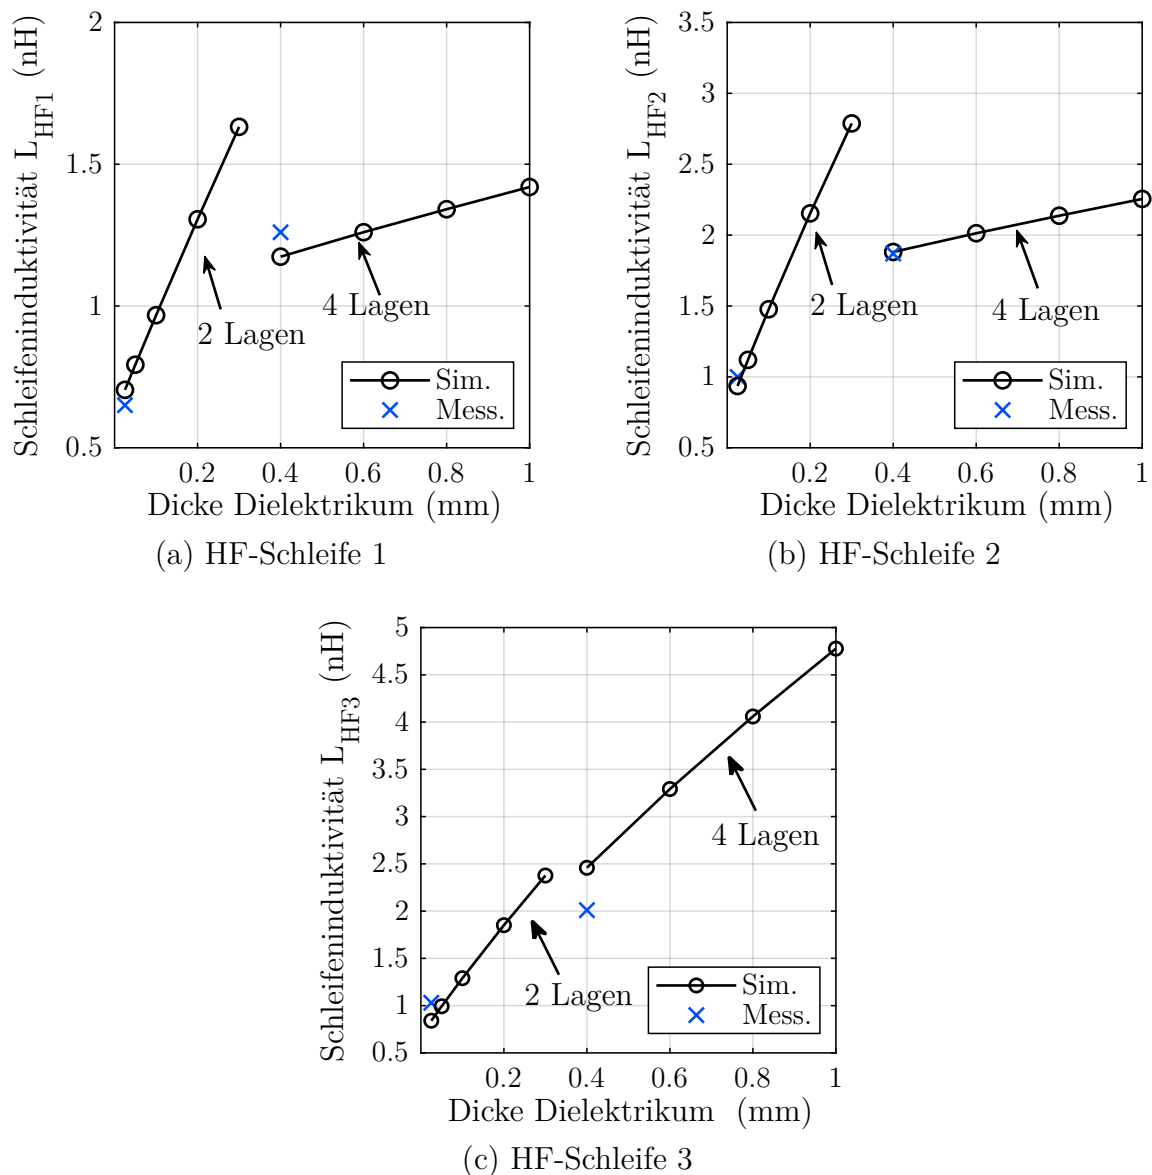 Schleifeninduktivität L_HF1 (nH)
2
1.5
1
0.5
2 Lagen
4 Lagen
Sim.
Mess.
0.2 0.4 0.6 0.8 1
Dicke Dielektrikum (mm)
(a) HF-Schleife 1
Schleifeninduktivität L_HF2 (nH)
3.5
3
2.5
2
1.5
1
0.5
2 Lagen
4 Lagen
Sim.
Mess.
0.2 0.4 0.6 0.8 1
Dicke Dielektrikum (mm)
(b) HF-Schleife 2
Schleifeninduktivität L_HF3 (nH)
5
4.5
4
3.5
3
2.5
2
1.5
1
0.5
4 Lagen
2 Lagen
Sim.
Mess.
0.2 0.4 0.6 0.8 1
Dicke Dielektrikum (mm)
(c) HF-Schleife 3